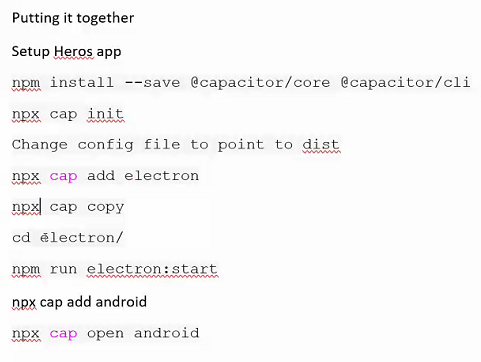 Putting it together
Setup Heros app
npm install --save @capacitor/core @capacitor/cli
npx cap init
Change config file to point to dist
npx cap add electron
npx cap copy
cd electron/
npm run electron:start
npx cap add android
npx cap open android